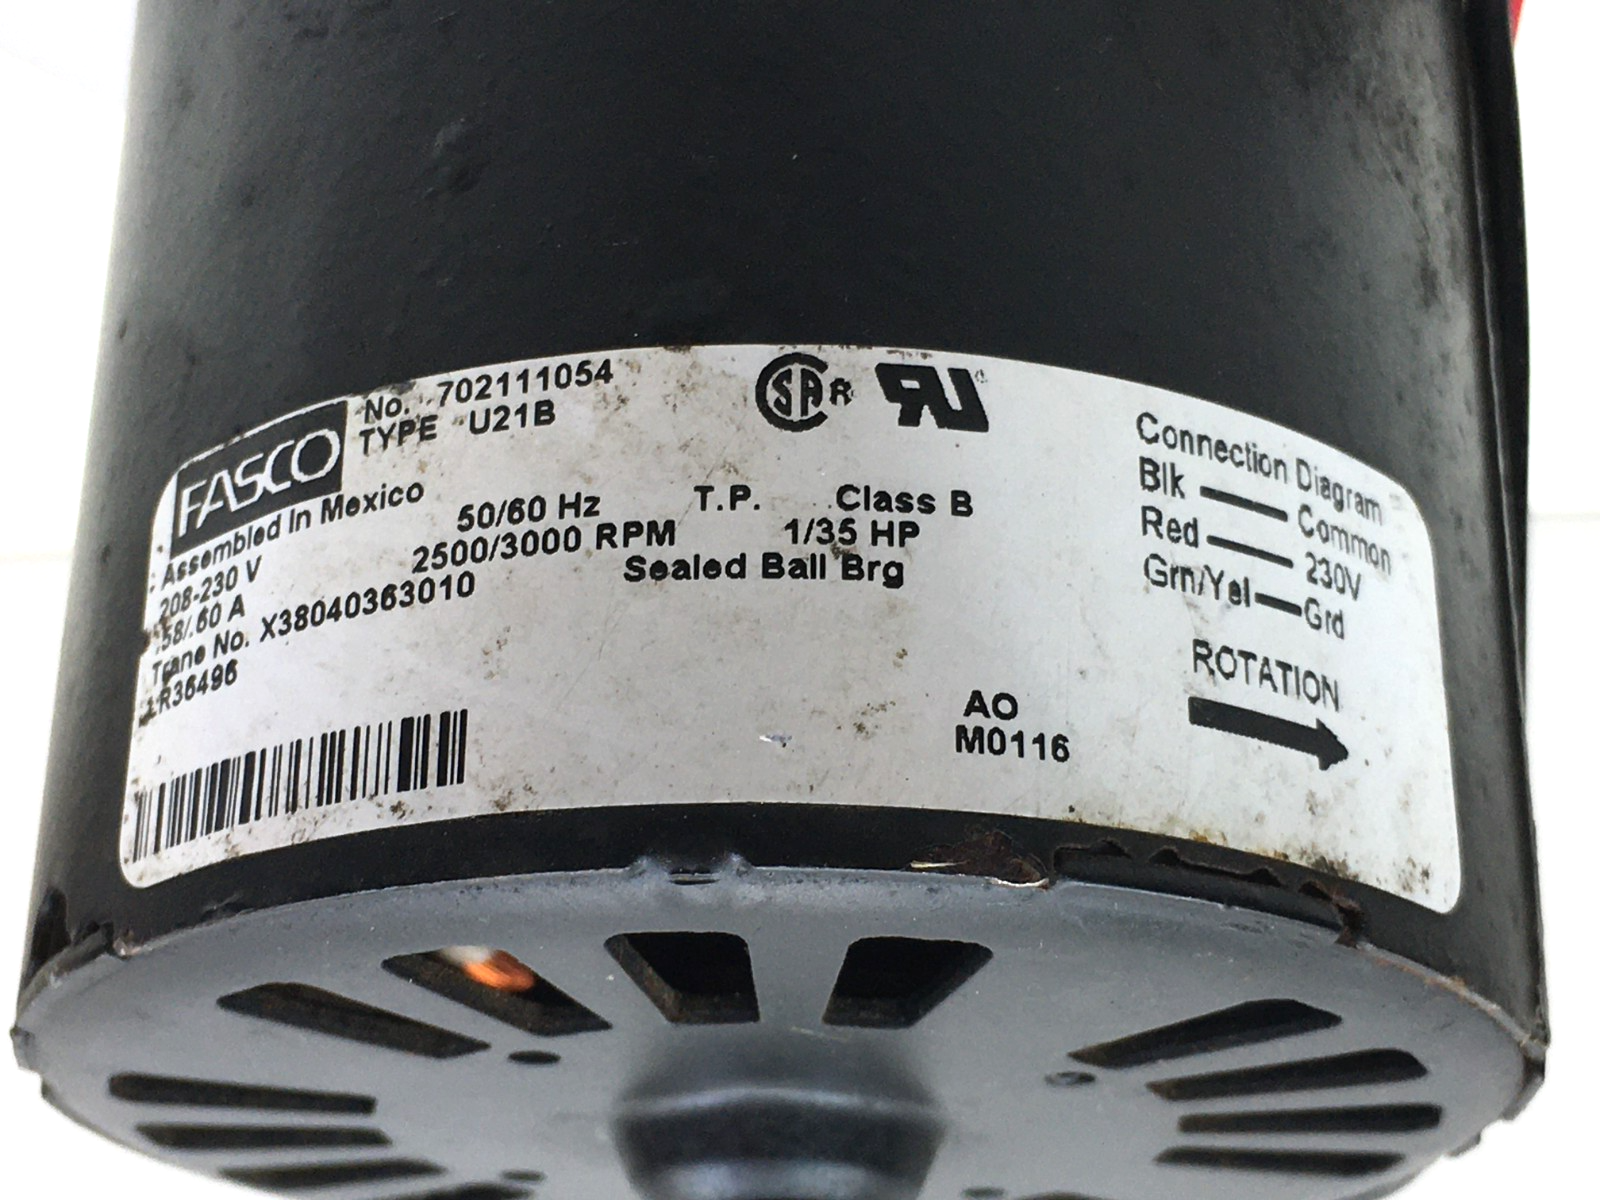 FASCO
No. 702111054
TYPE U21B
Assembled In Mexico
208-230 V 50/60 Hz T.P. Class B
.58/.60 A 2500/3000 RPM 1/35 HP
Trane No. X38040363010 Sealed Ball Brg
SA R RU
Connection Diagram
Blk — Common
Red — 230V
Grn/Yel — Grd
ROTATION
AO
M0116